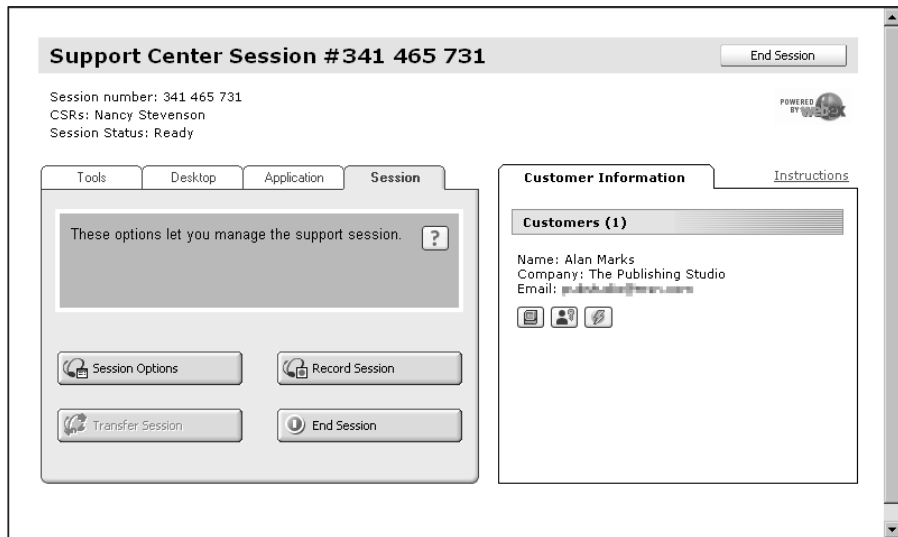 Support Center Session #341 465 731
End Session
Session number: 341 465 731
CSRs: Nancy Stevenson
Session Status: Ready
POWERED
BY webex
Tools
Desktop
Application
Session
These options let you manage the support session.
?
Session Options
Record Session
Transfer Session
End Session
Customer Information
Instructions
Customers (1)
Name: Alan Marks
Company: The Publishing Studio
Email: